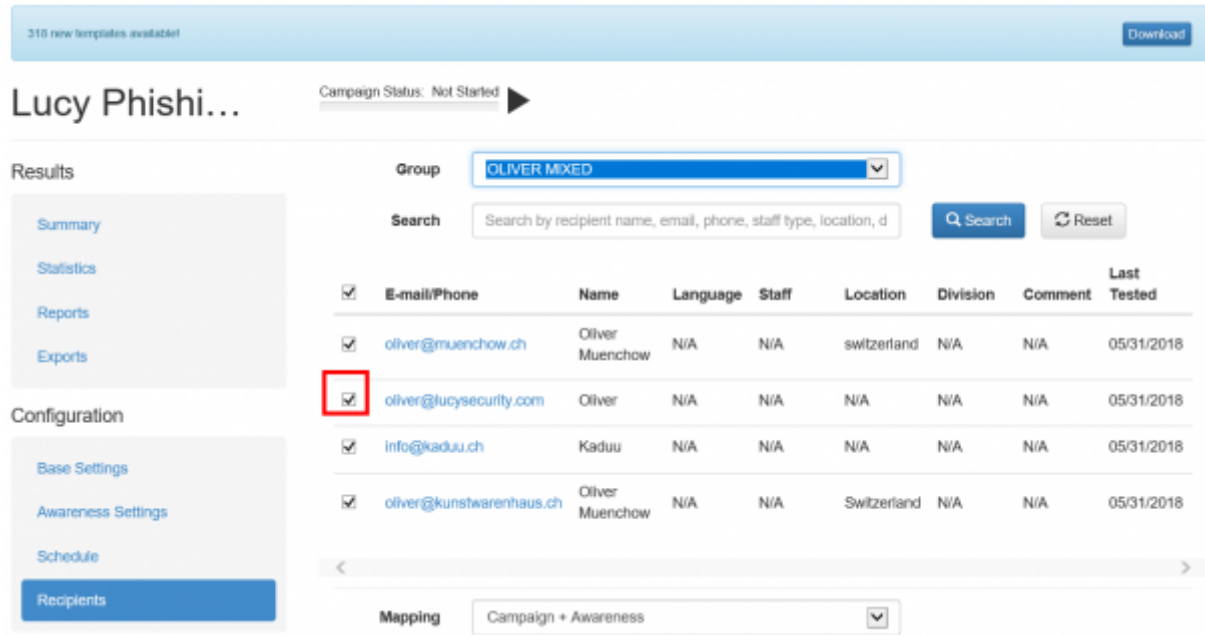 318 new templates available!
Download
Lucy Phishi...
Campaign Status: Not Started
Results
Summary
Statistics
Reports
Exports
Configuration
Base Settings
Awareness Settings
Schedule
Recipients
Group OLIVER MIXED
Search Search by recipient name, email, phone, staff type, location, d Search Reset
E-mail/Phone Name Language Staff Location Division Comment Last Tested
oliver@muenchow.ch Oliver Muenchow N/A N/A switzerland N/A N/A 05/31/2018
oliver@lucysecurity.com Oliver N/A N/A N/A N/A N/A 05/31/2018
info@kaduu.ch Kaduu N/A N/A N/A N/A N/A 05/31/2018
oliver@kunstwarenhaus.ch Oliver Muenchow N/A N/A Switzerland N/A N/A 05/31/2018
Mapping Campaign + Awareness